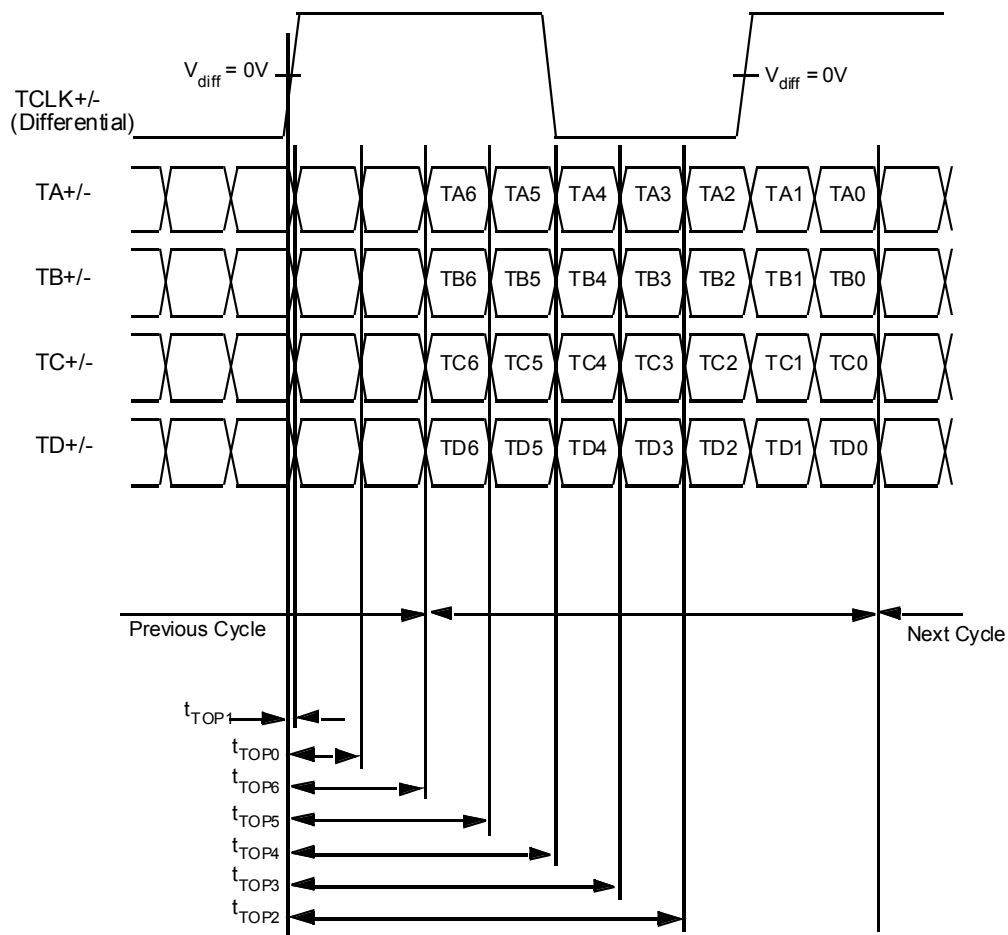 V_diff = 0V
V_diff = 0V
TCLK+/-
(Differential)
TA+/- TA6 TA5 TA4 TA3 TA2 TA1 TA0
TB+/- TB6 TB5 TB4 TB3 TB2 TB1 TB0
TC+/- TC6 TC5 TC4 TC3 TC2 TC1 TC0
TD+/- TD6 TD5 TD4 TD3 TD2 TD1 TD0
Previous Cycle
Next Cycle
t_TOP1
t_TOP0
t_TOP6
t_TOP5
t_TOP4
t_TOP3
t_TOP2